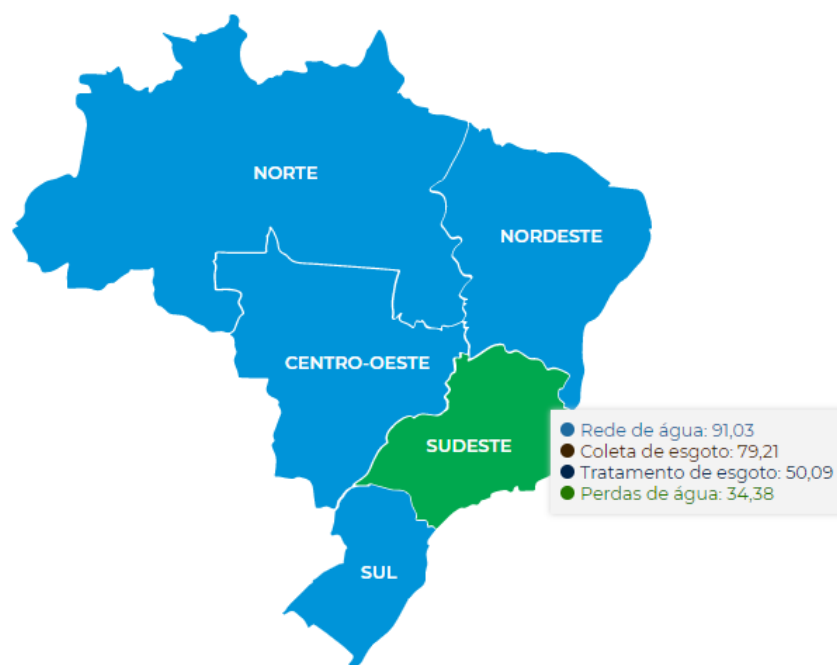 NORTE
NORDESTE
CENTRO-OESTE
SUDESTE
Rede de água: 91,03
Coleta de esgoto: 79,21
Tratamento de esgoto: 50,09
Perdas de água: 34,38
SUL